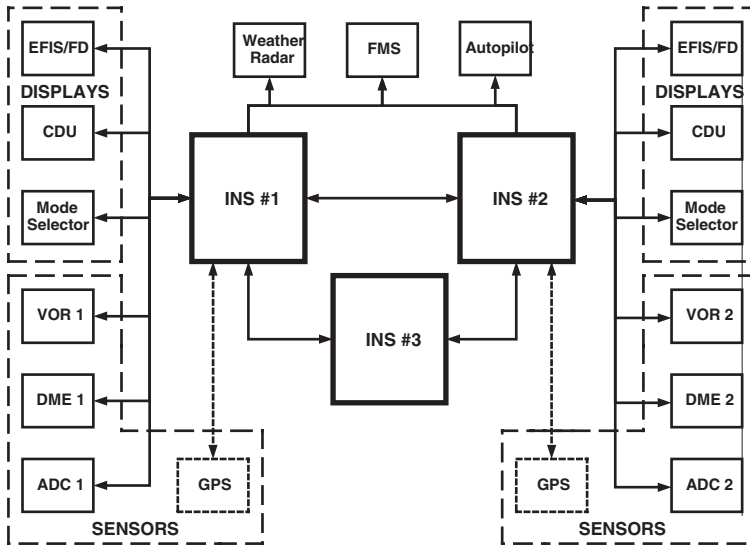 EFIS/FD
DISPLAYS
CDU
Mode
Selector
VOR 1
DME 1
ADC 1
SENSORS
Weather
Radar
FMS
Autopilot
INS #1
INS #2
INS #3
GPS
GPS
EFIS/FD
DISPLAYS
CDU
Mode
Selector
VOR 2
DME 2
ADC 2
SENSORS